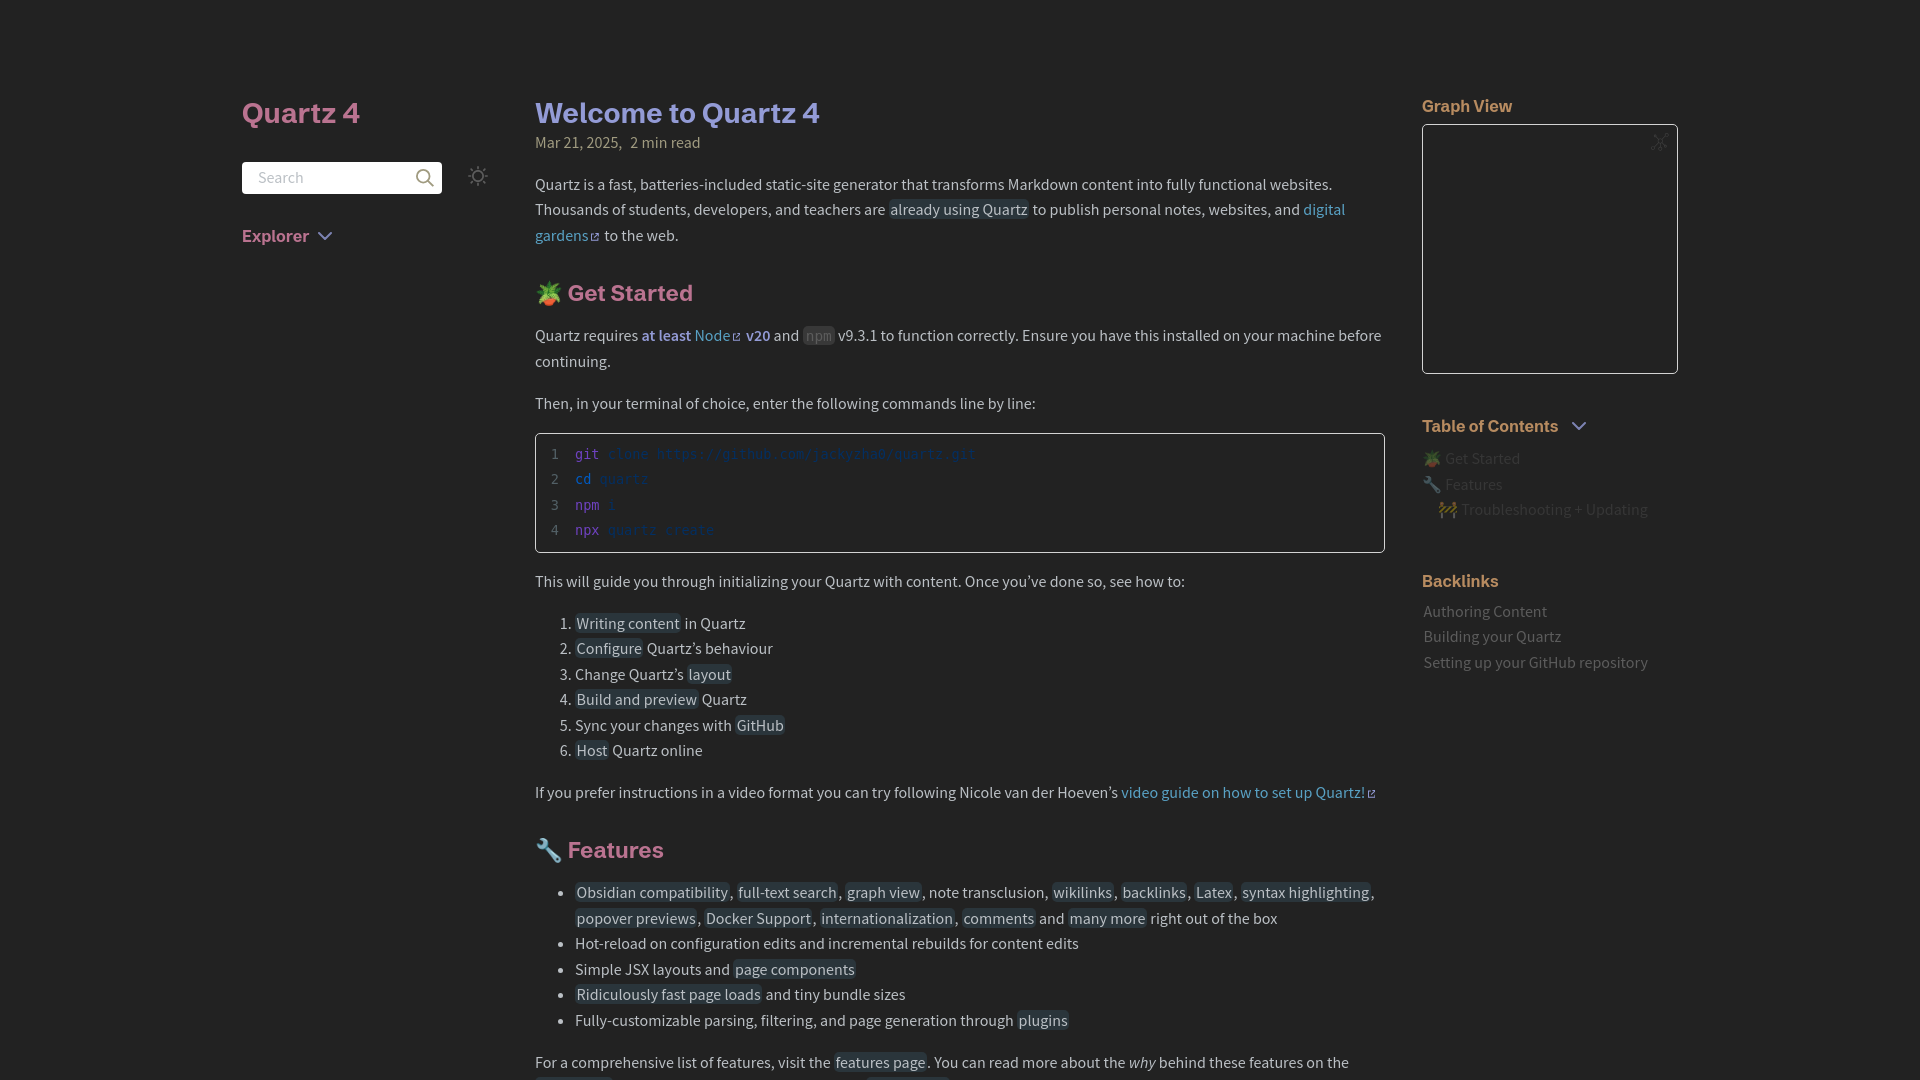 Quartz 4
Search
Explorer
Welcome to Quartz 4
Mar 21, 2025, 2 min read
Quartz is a fast, batteries-included static-site generator that transforms Markdown content into fully functional websites.
Thousands of students, developers, and teachers are already using Quartz to publish personal notes, websites, and digital
gardens to the web.
🪴 Get Started
Quartz requires at least Node v20 and npm v9.3.1 to function correctly. Ensure you have this installed on your machine before
continuing.
Then, in your terminal of choice, enter the following commands line by line:
1 git clone https://github.com/jackyzha0/quartz.git
2 cd quartz
3 npm i
4 npx quartz create
This will guide you through initializing your Quartz with content. Once you’ve done so, see how to:
1. Writing content in Quartz
2. Configure Quartz’s behaviour
3. Change Quartz’s layout
4. Build and preview Quartz
5. Sync your changes with GitHub
6. Host Quartz online
If you prefer instructions in a video format you can try following Nicole van der Hoeven’s video guide on how to set up Quartz!
🔧 Features
• Obsidian compatibility, full-text search, graph view, note transclusion, wikilinks, backlinks, Latex, syntax highlighting,
popover previews, Docker Support, internationalization, comments and many more right out of the box
• Hot-reload on configuration edits and incremental rebuilds for content edits
• Simple JSX layouts and page components
• Ridiculously fast page loads and tiny bundle sizes
• Fully-customizable parsing, filtering, and page generation through plugins
For a comprehensive list of features, visit the features page. You can read more about the why behind these features on the
Graph View
Table of Contents
🪴 Get Started
🔧 Features
🚧 Troubleshooting + Updating
Backlinks
Authoring Content
Building your Quartz
Setting up your GitHub repository